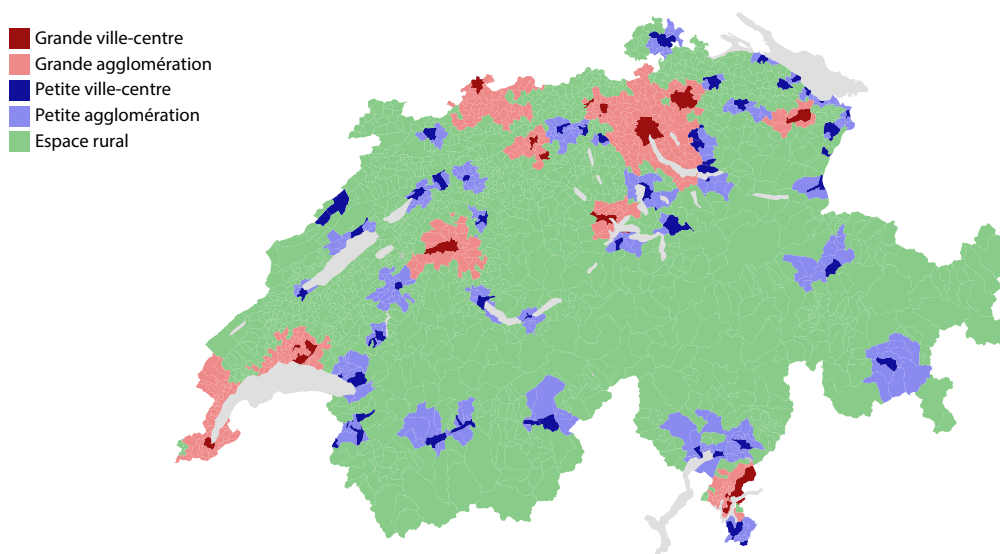 Grande ville-centre
Grande agglomération
Petite ville-centre
Petite agglomération
Espace rural